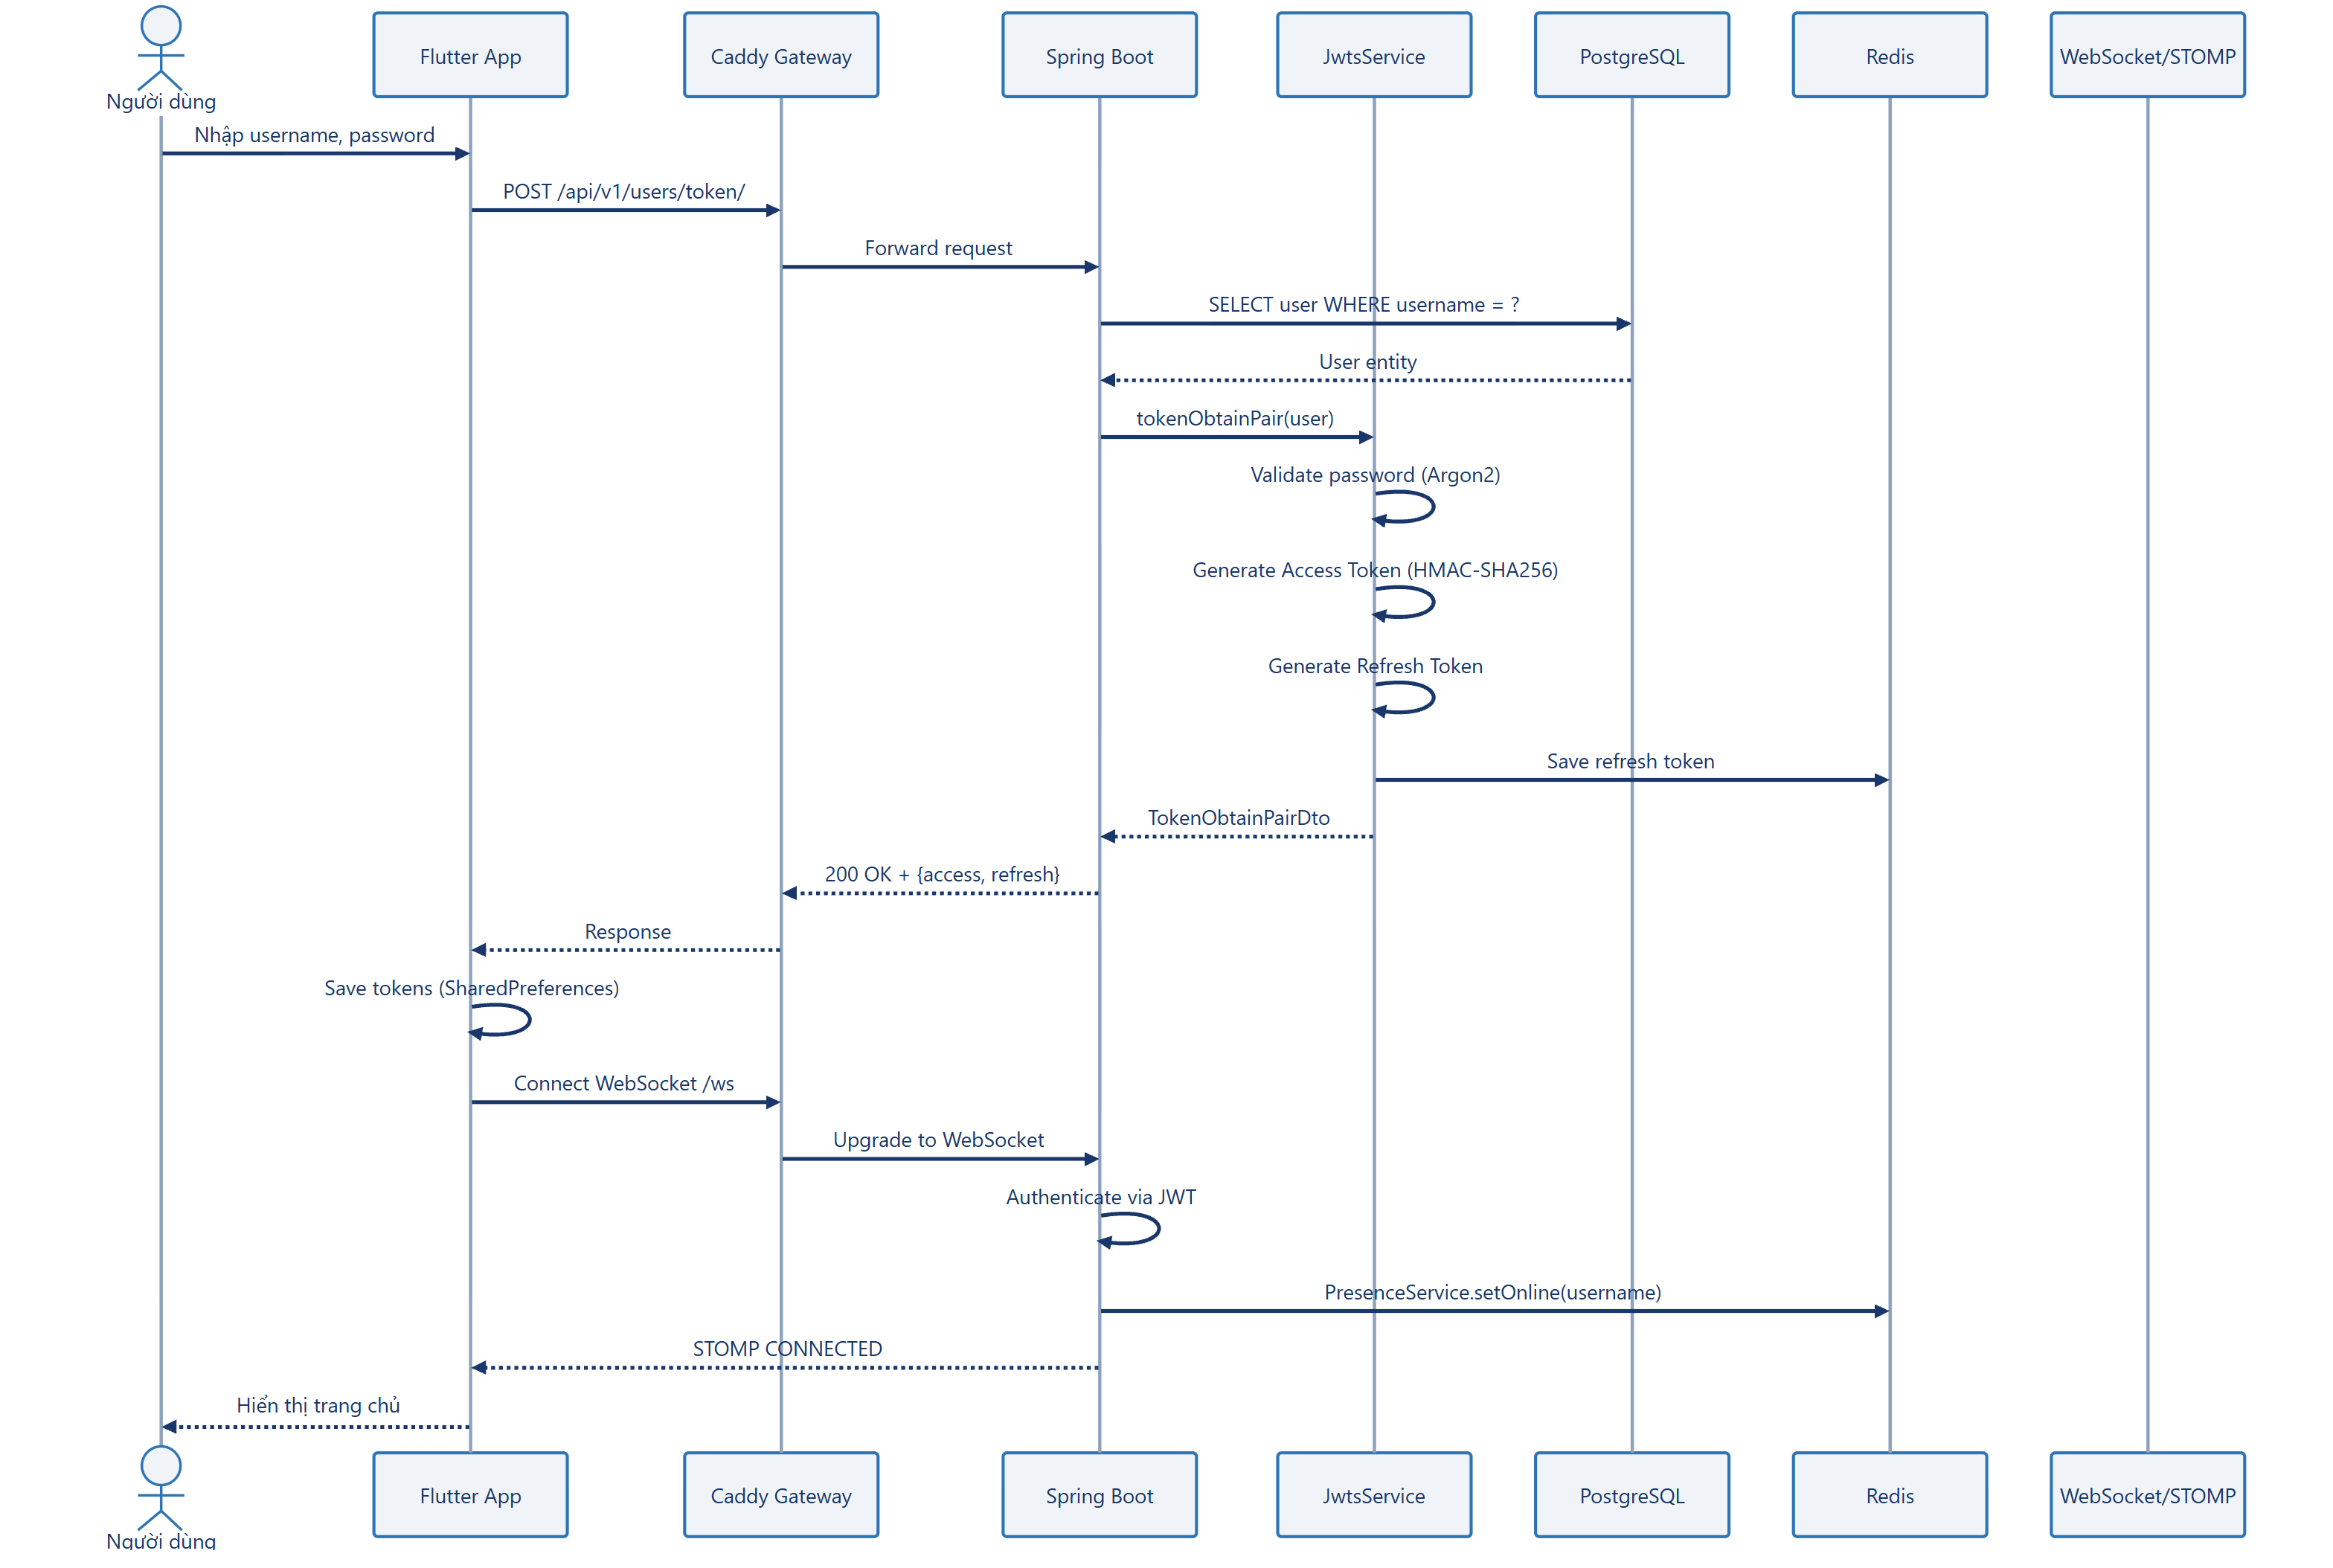 Người dùng
Flutter App
Caddy Gateway
Spring Boot
JwtsService
PostgreSQL
Redis
WebSocket/STOMP
Nhập username, password
POST /api/v1/users/token/
Forward request
SELECT user WHERE username = ?
User entity
tokenObtainPair(user)
Validate password (Argon2)
Generate Access Token (HMAC-SHA256)
Generate Refresh Token
Save refresh token
TokenObtainPairDto
200 OK + {access, refresh}
Response
Save tokens (SharedPreferences)
Connect WebSocket /ws
Upgrade to WebSocket
Authenticate via JWT
PresenceService.setOnline(username)
STOMP CONNECTED
Hiển thị trang chủ
Người dùng
Flutter App
Caddy Gateway
Spring Boot
JwtsService
PostgreSQL
Redis
WebSocket/STOMP